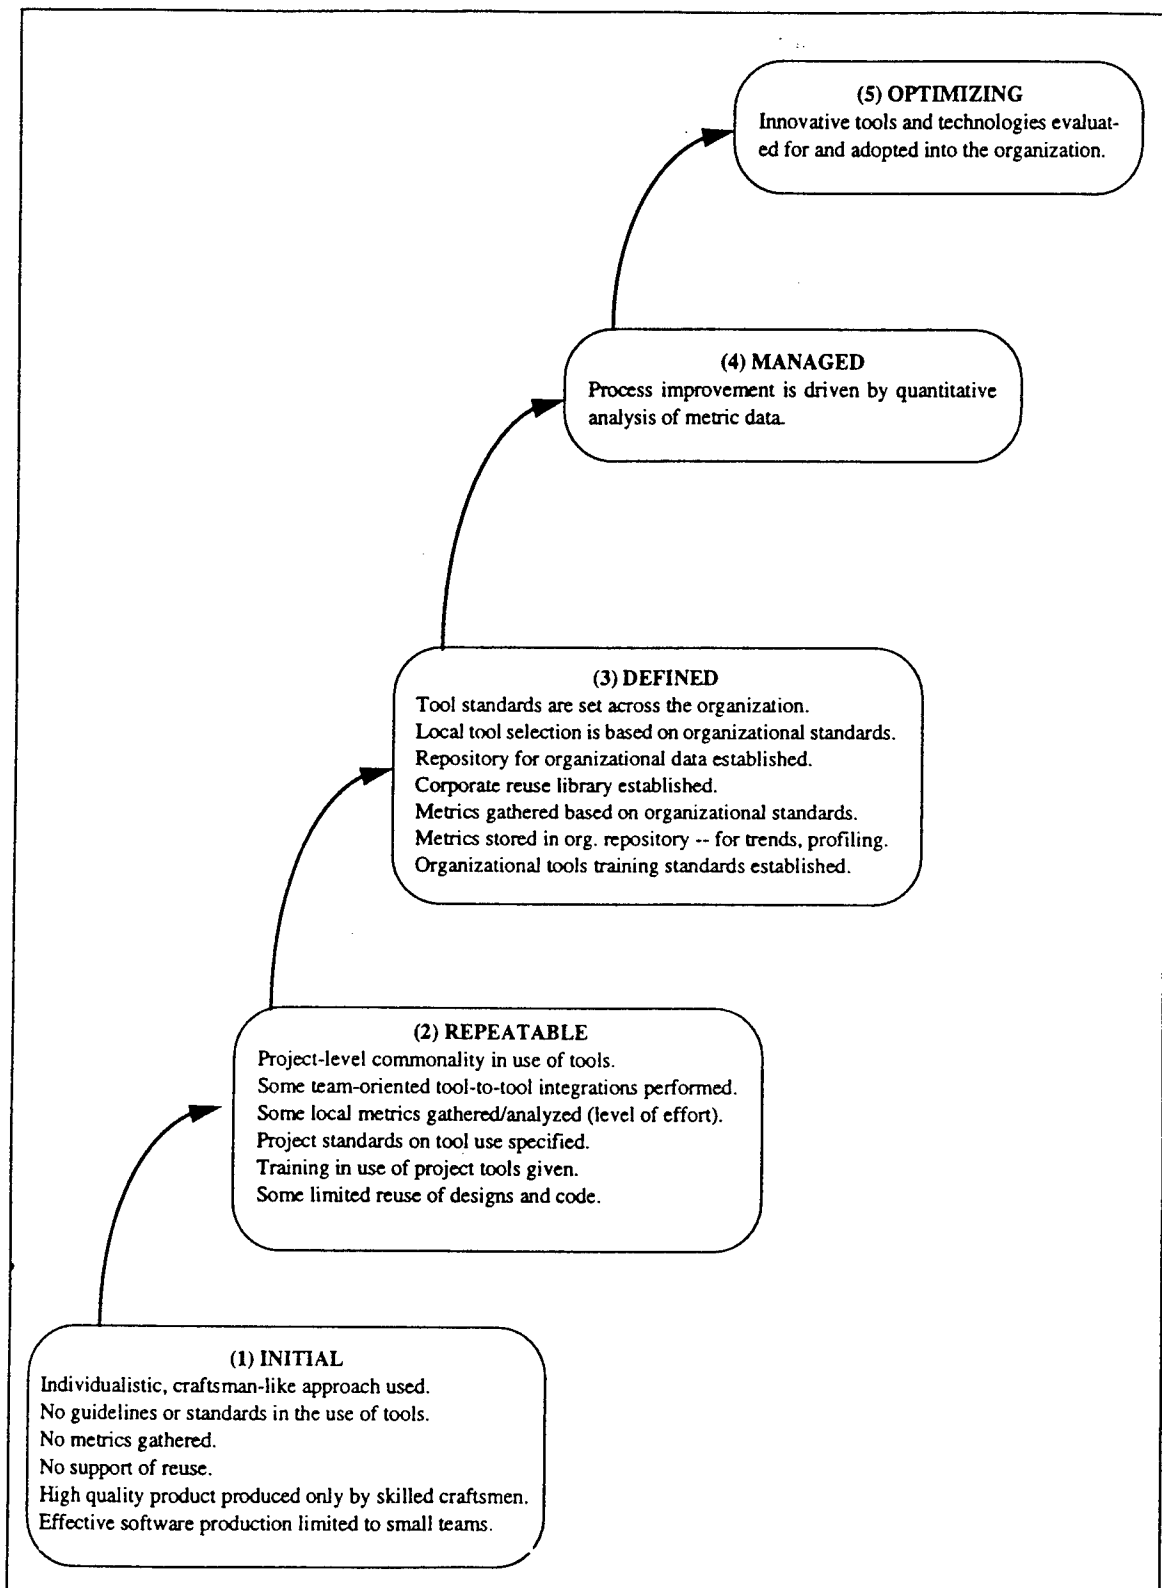 (5) OPTIMIZING
Innovative tools and technologies evaluat-
ed for and adopted into the organization.
(4) MANAGED
Process improvement is driven by quantitative
analysis of metric data.
(3) DEFINED
Tool standards are set across the organization.
Local tool selection is based on organizational standards.
Repository for organizational data established.
Corporate reuse library established.
Metrics gathered based on organizational standards.
Metrics stored in org. repository -- for trends, profiling.
Organizational tools training standards established.
(2) REPEATABLE
Project-level commonality in use of tools.
Some team-oriented tool-to-tool integrations performed.
Some local metrics gathered/analyzed (level of effort).
Project standards on tool use specified.
Training in use of project tools given.
Some limited reuse of designs and code.
(1) INITIAL
Individualistic, craftsman-like approach used.
No guidelines or standards in the use of tools.
No metrics gathered.
No support of reuse.
High quality product produced only by skilled craftsmen.
Effective software production limited to small teams.